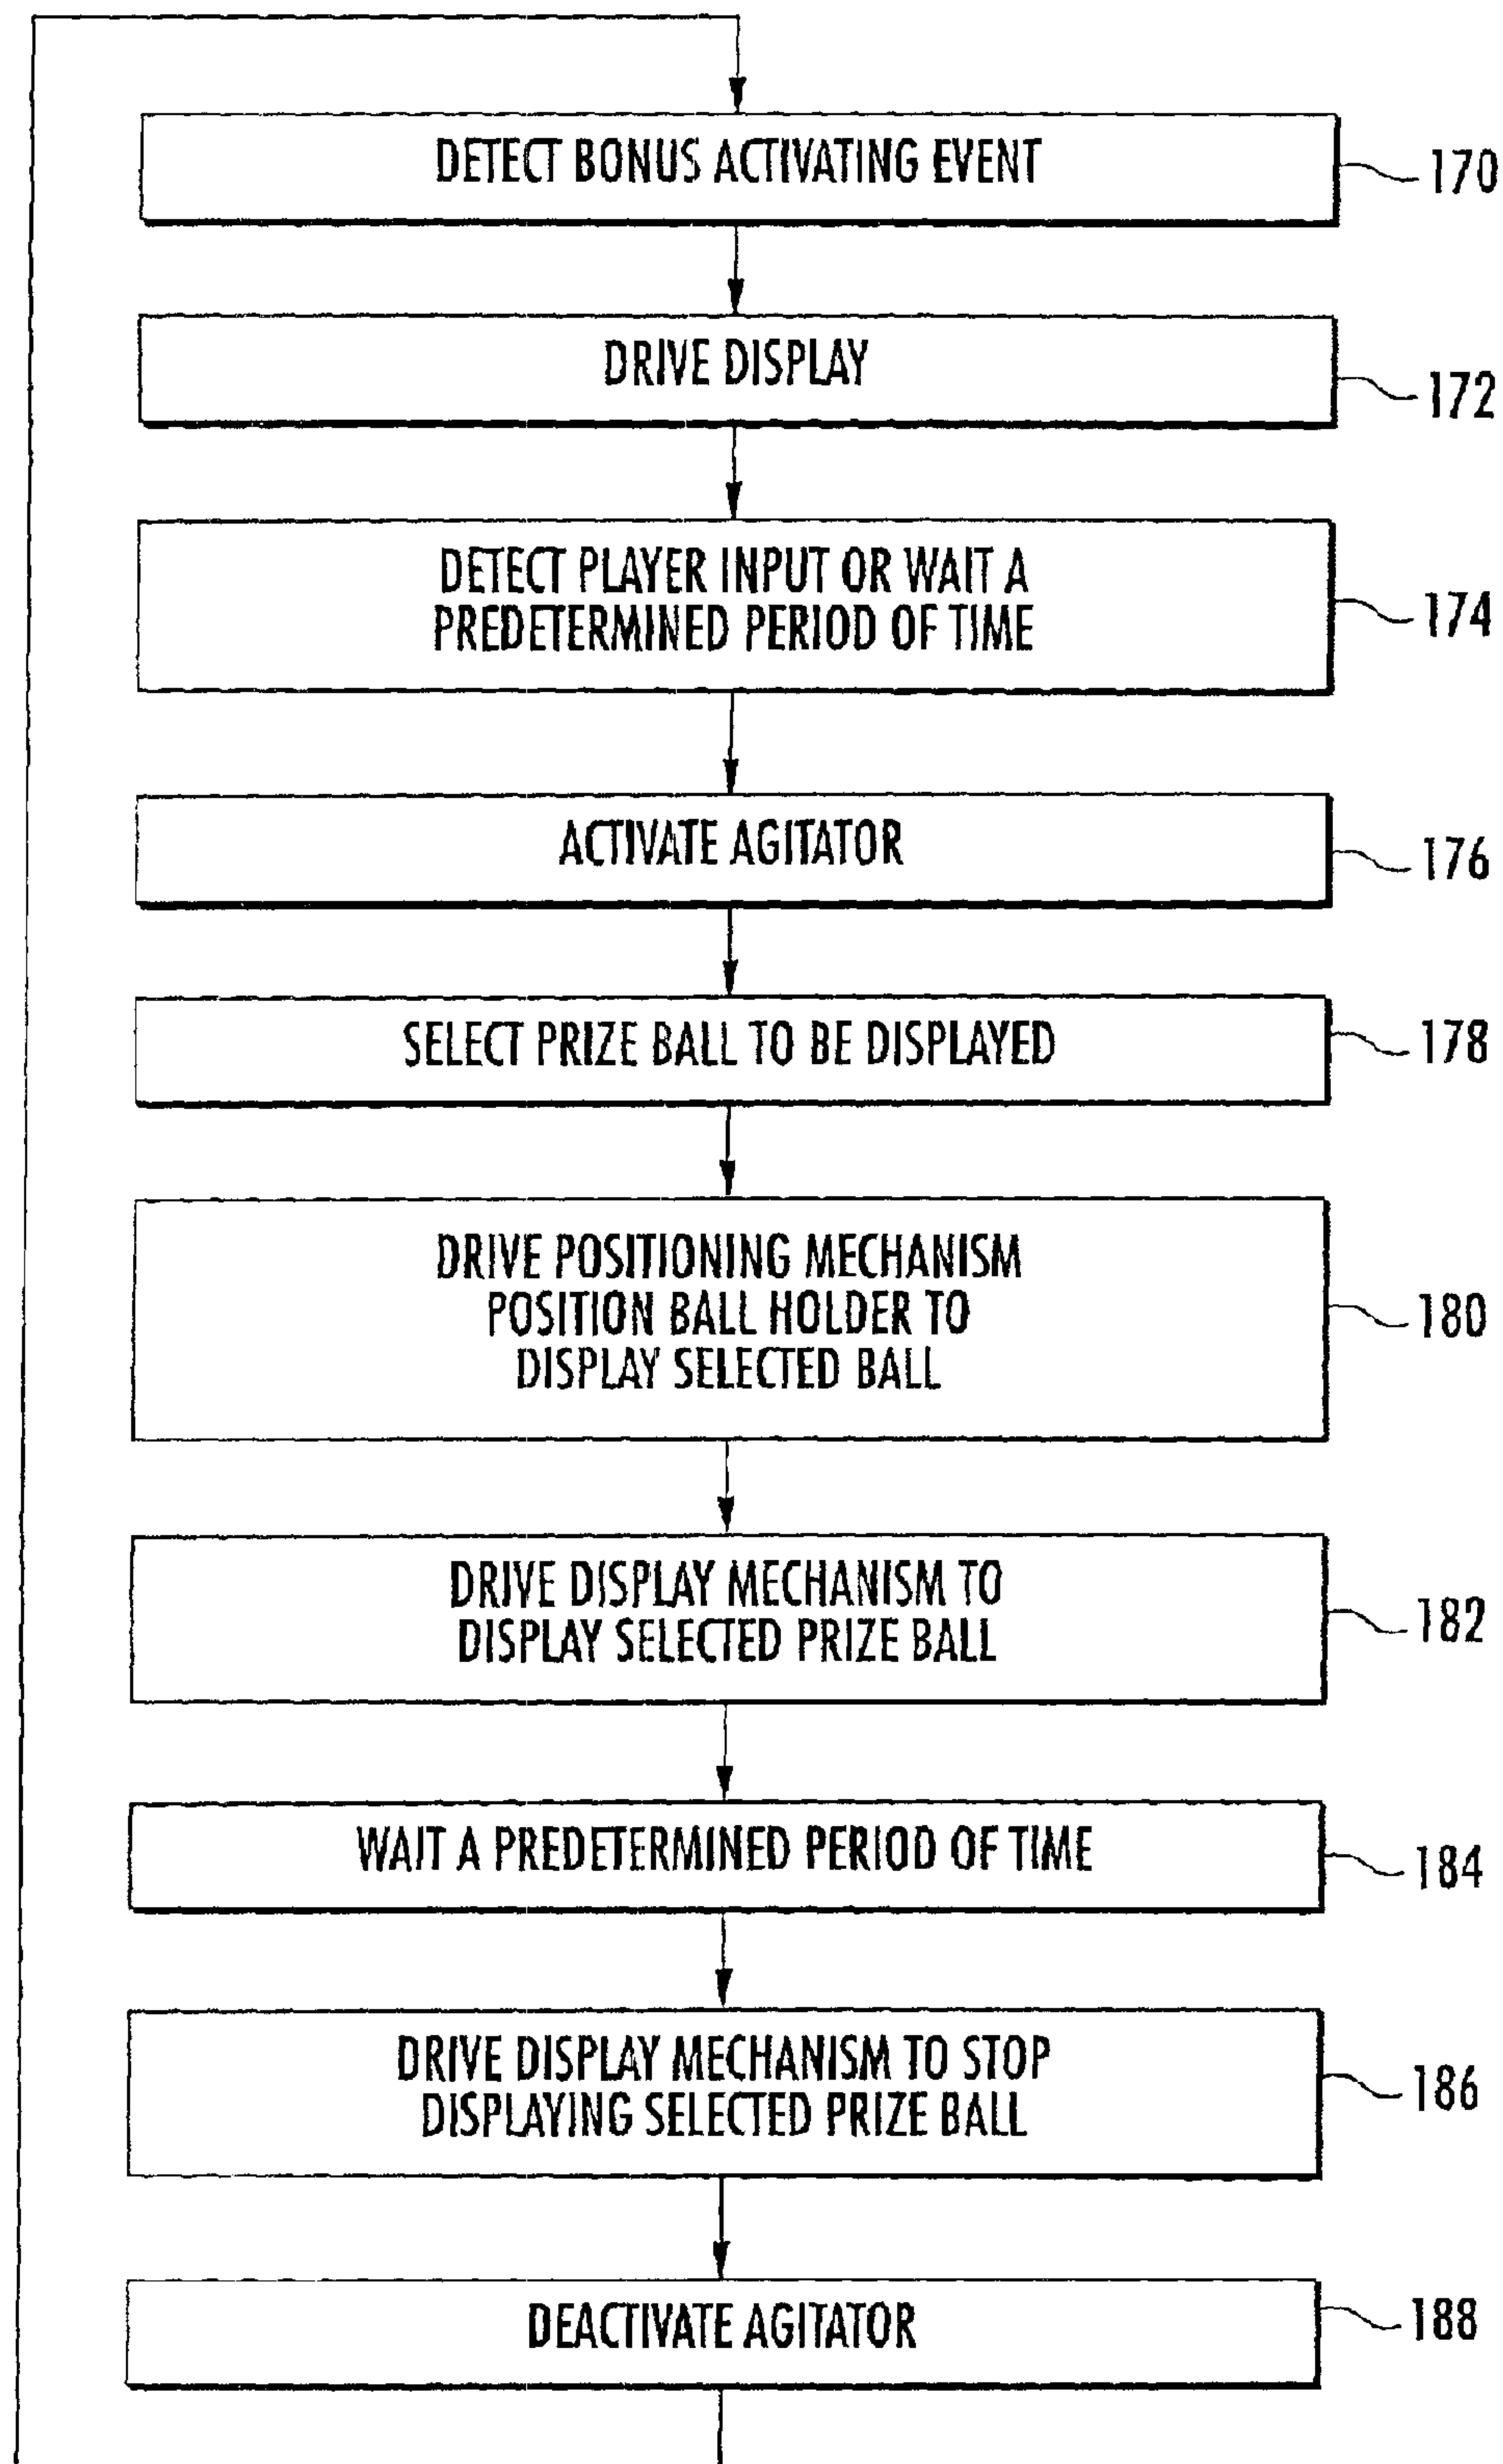 DETECT BONUS ACTIVATING EVENT
170
DRIVE DISPLAY
172
DETECT PLAYER INPUT OR WAIT A
PREDETERMINED PERIOD OF TIME
174
ACTIVATE AGITATOR
176
SELECT PRIZE BALL TO BE DISPLAYED
178
DRIVE POSITIONING MECHANISM
POSITION BALL HOLDER TO
DISPLAY SELECTED BALL
180
DRIVE DISPLAY MECHANISM TO
DISPLAY SELECTED PRIZE BALL
182
WAIT A PREDETERMINED PERIOD OF TIME
184
DRIVE DISPLAY MECHANISM TO STOP
DISPLAYING SELECTED PRIZE BALL
186
DEACTIVATE AGITATOR
188